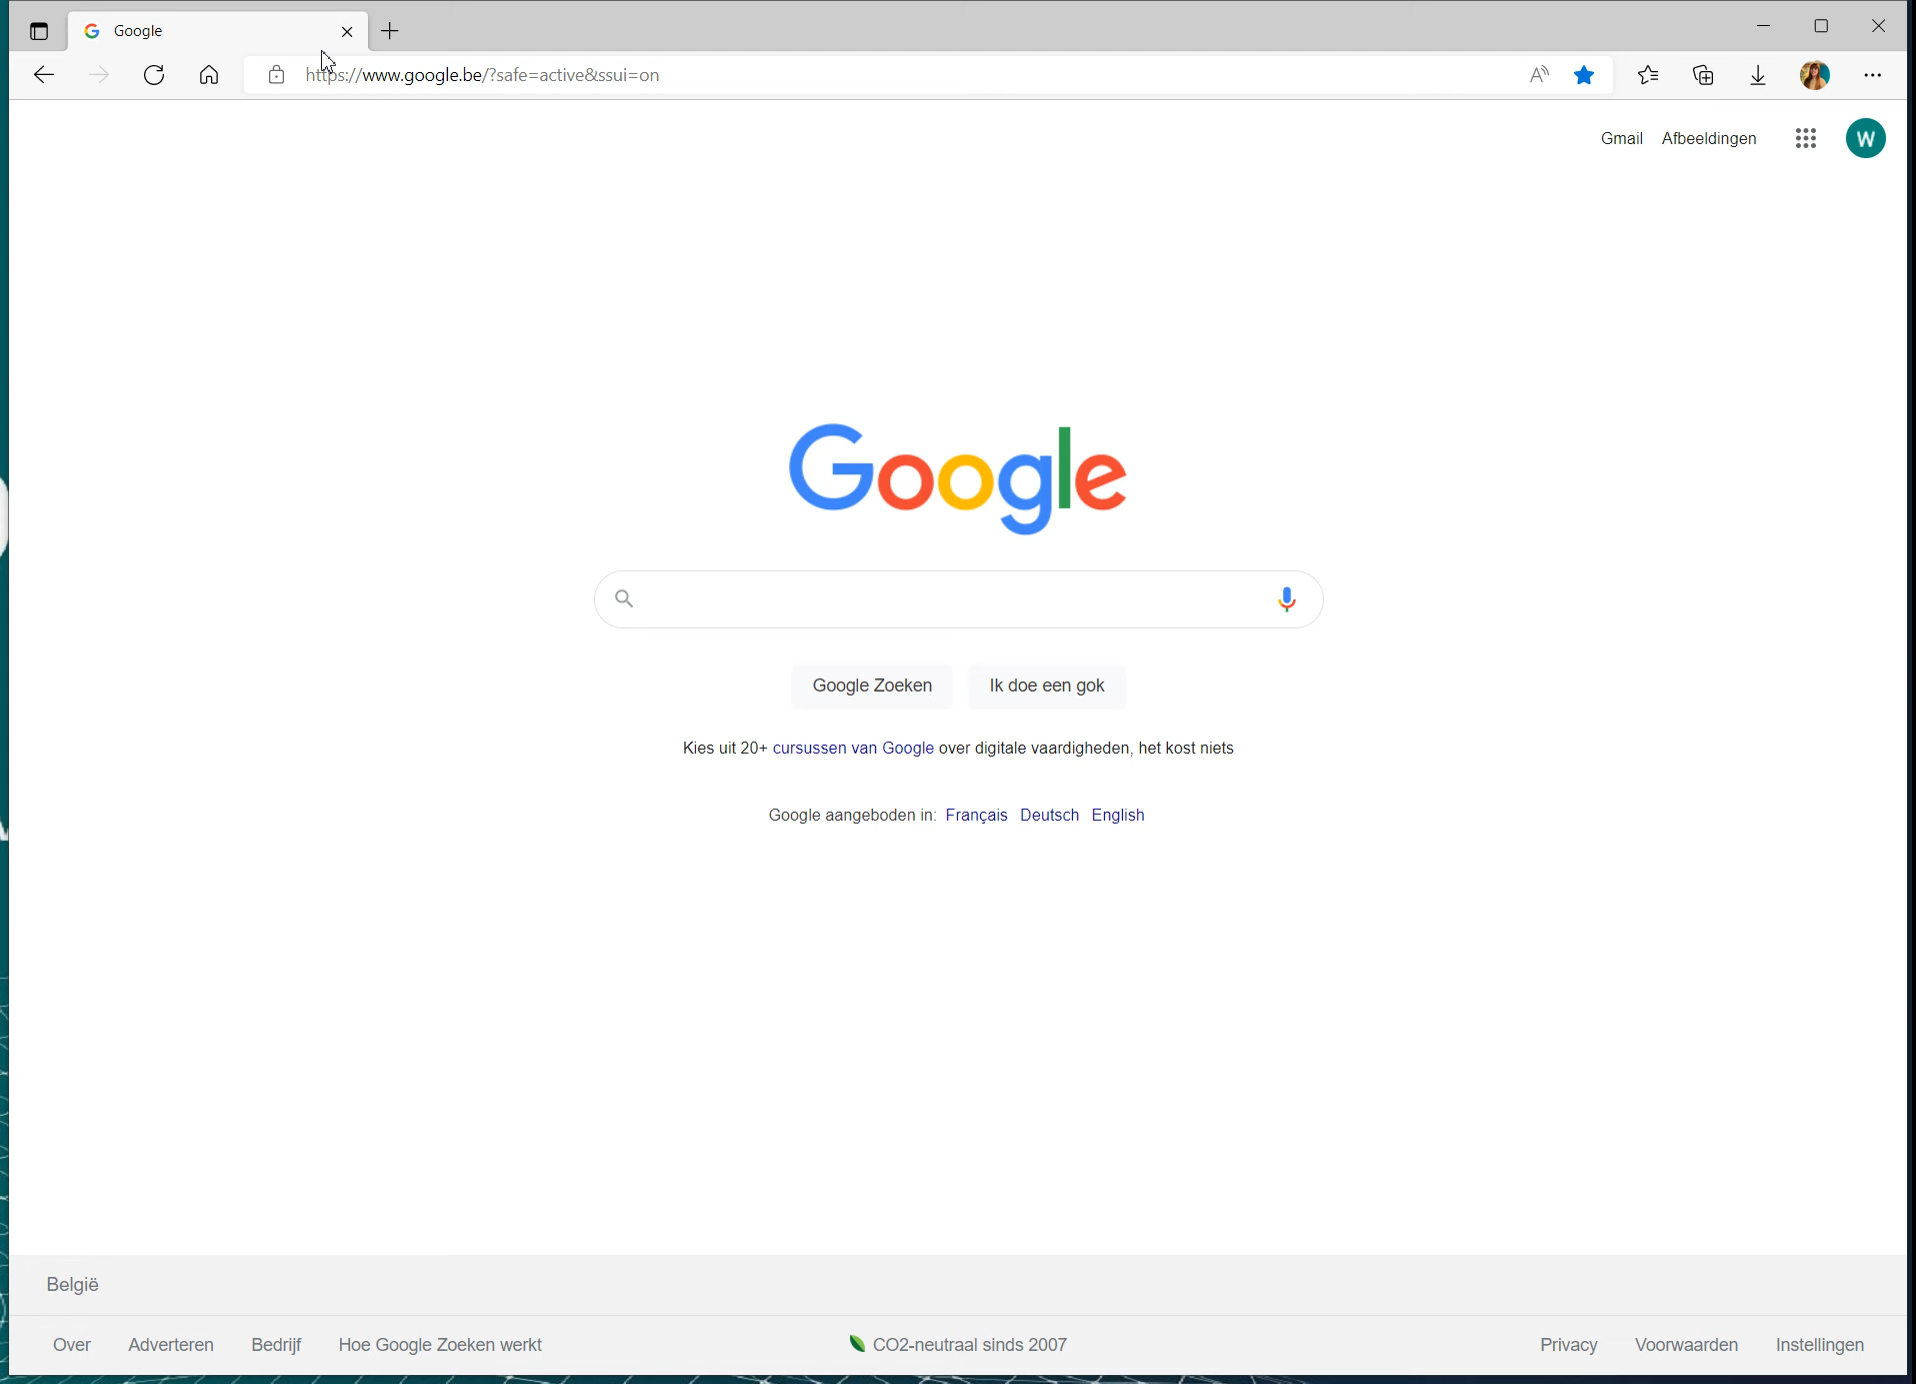 Google
https://www.google.be/?safe=active&ssui=on
Gmail Afbeeldingen
W
Google
Google Zoeken Ik doe een gok
Kies uit 20+ cursussen van Google over digitale vaardigheden, het kost niets
Google aangeboden in: Français Deutsch English
België
Over Adverteren Bedrijf Hoe Google Zoeken werkt CO2-neutraal sinds 2007 Privacy Voorwaarden Instellingen